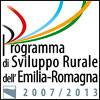 Programma
di Sviluppo Rurale
dell'Emilia-Romagna
2007/2013